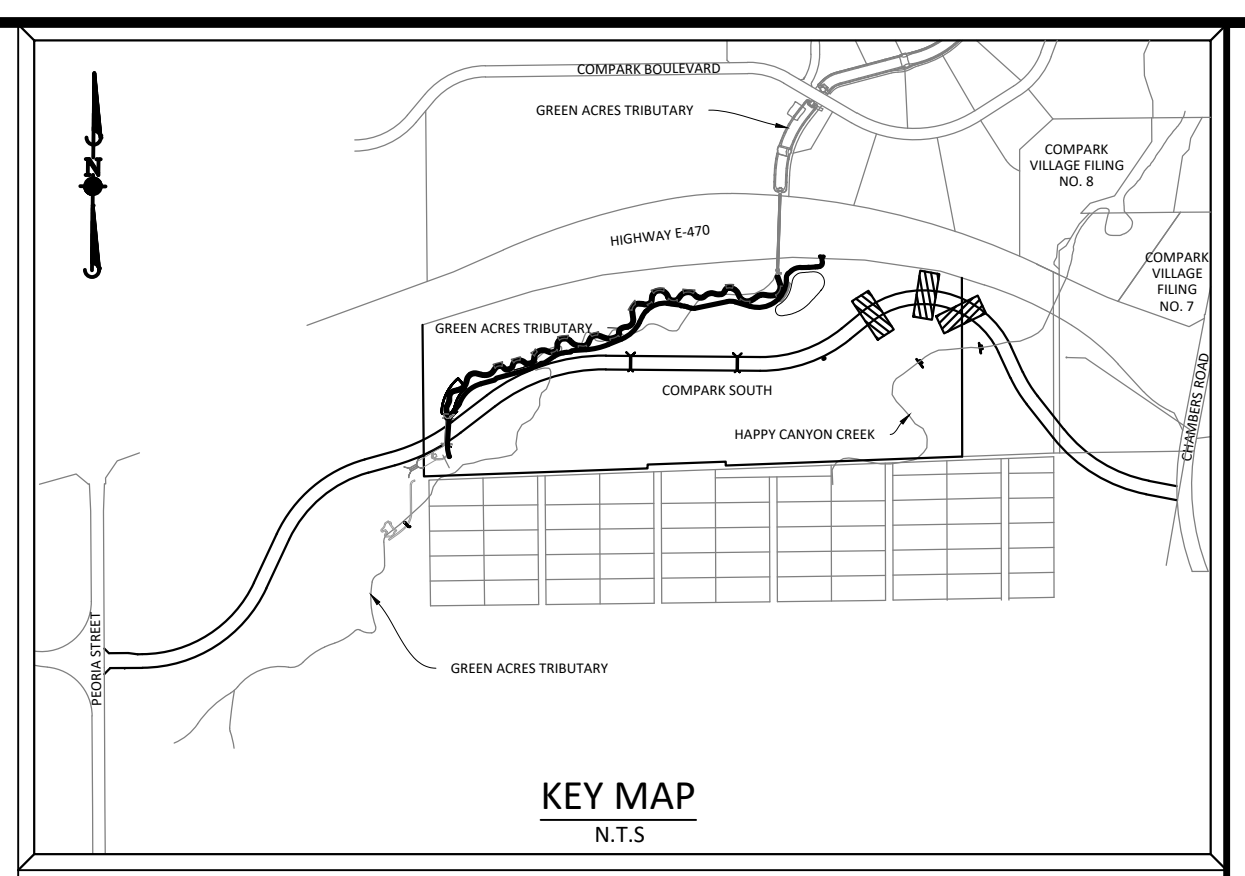 COMPARK BOULEVARD
GREEN ACRES TRIBUTARY
COMPARK
VILLAGE FILING
NO. 8
N
HIGHWAY E-470
COMPARK
VILLAGE
FILING
NO. 7
GREEN ACRES TRIBUTARY
COMPARK SOUTH
CHAMBERS ROAD
HAPPY CANYON CREEK
PEORIA STREET
GREEN ACRES TRIBUTARY
KEY MAP
N.T.S